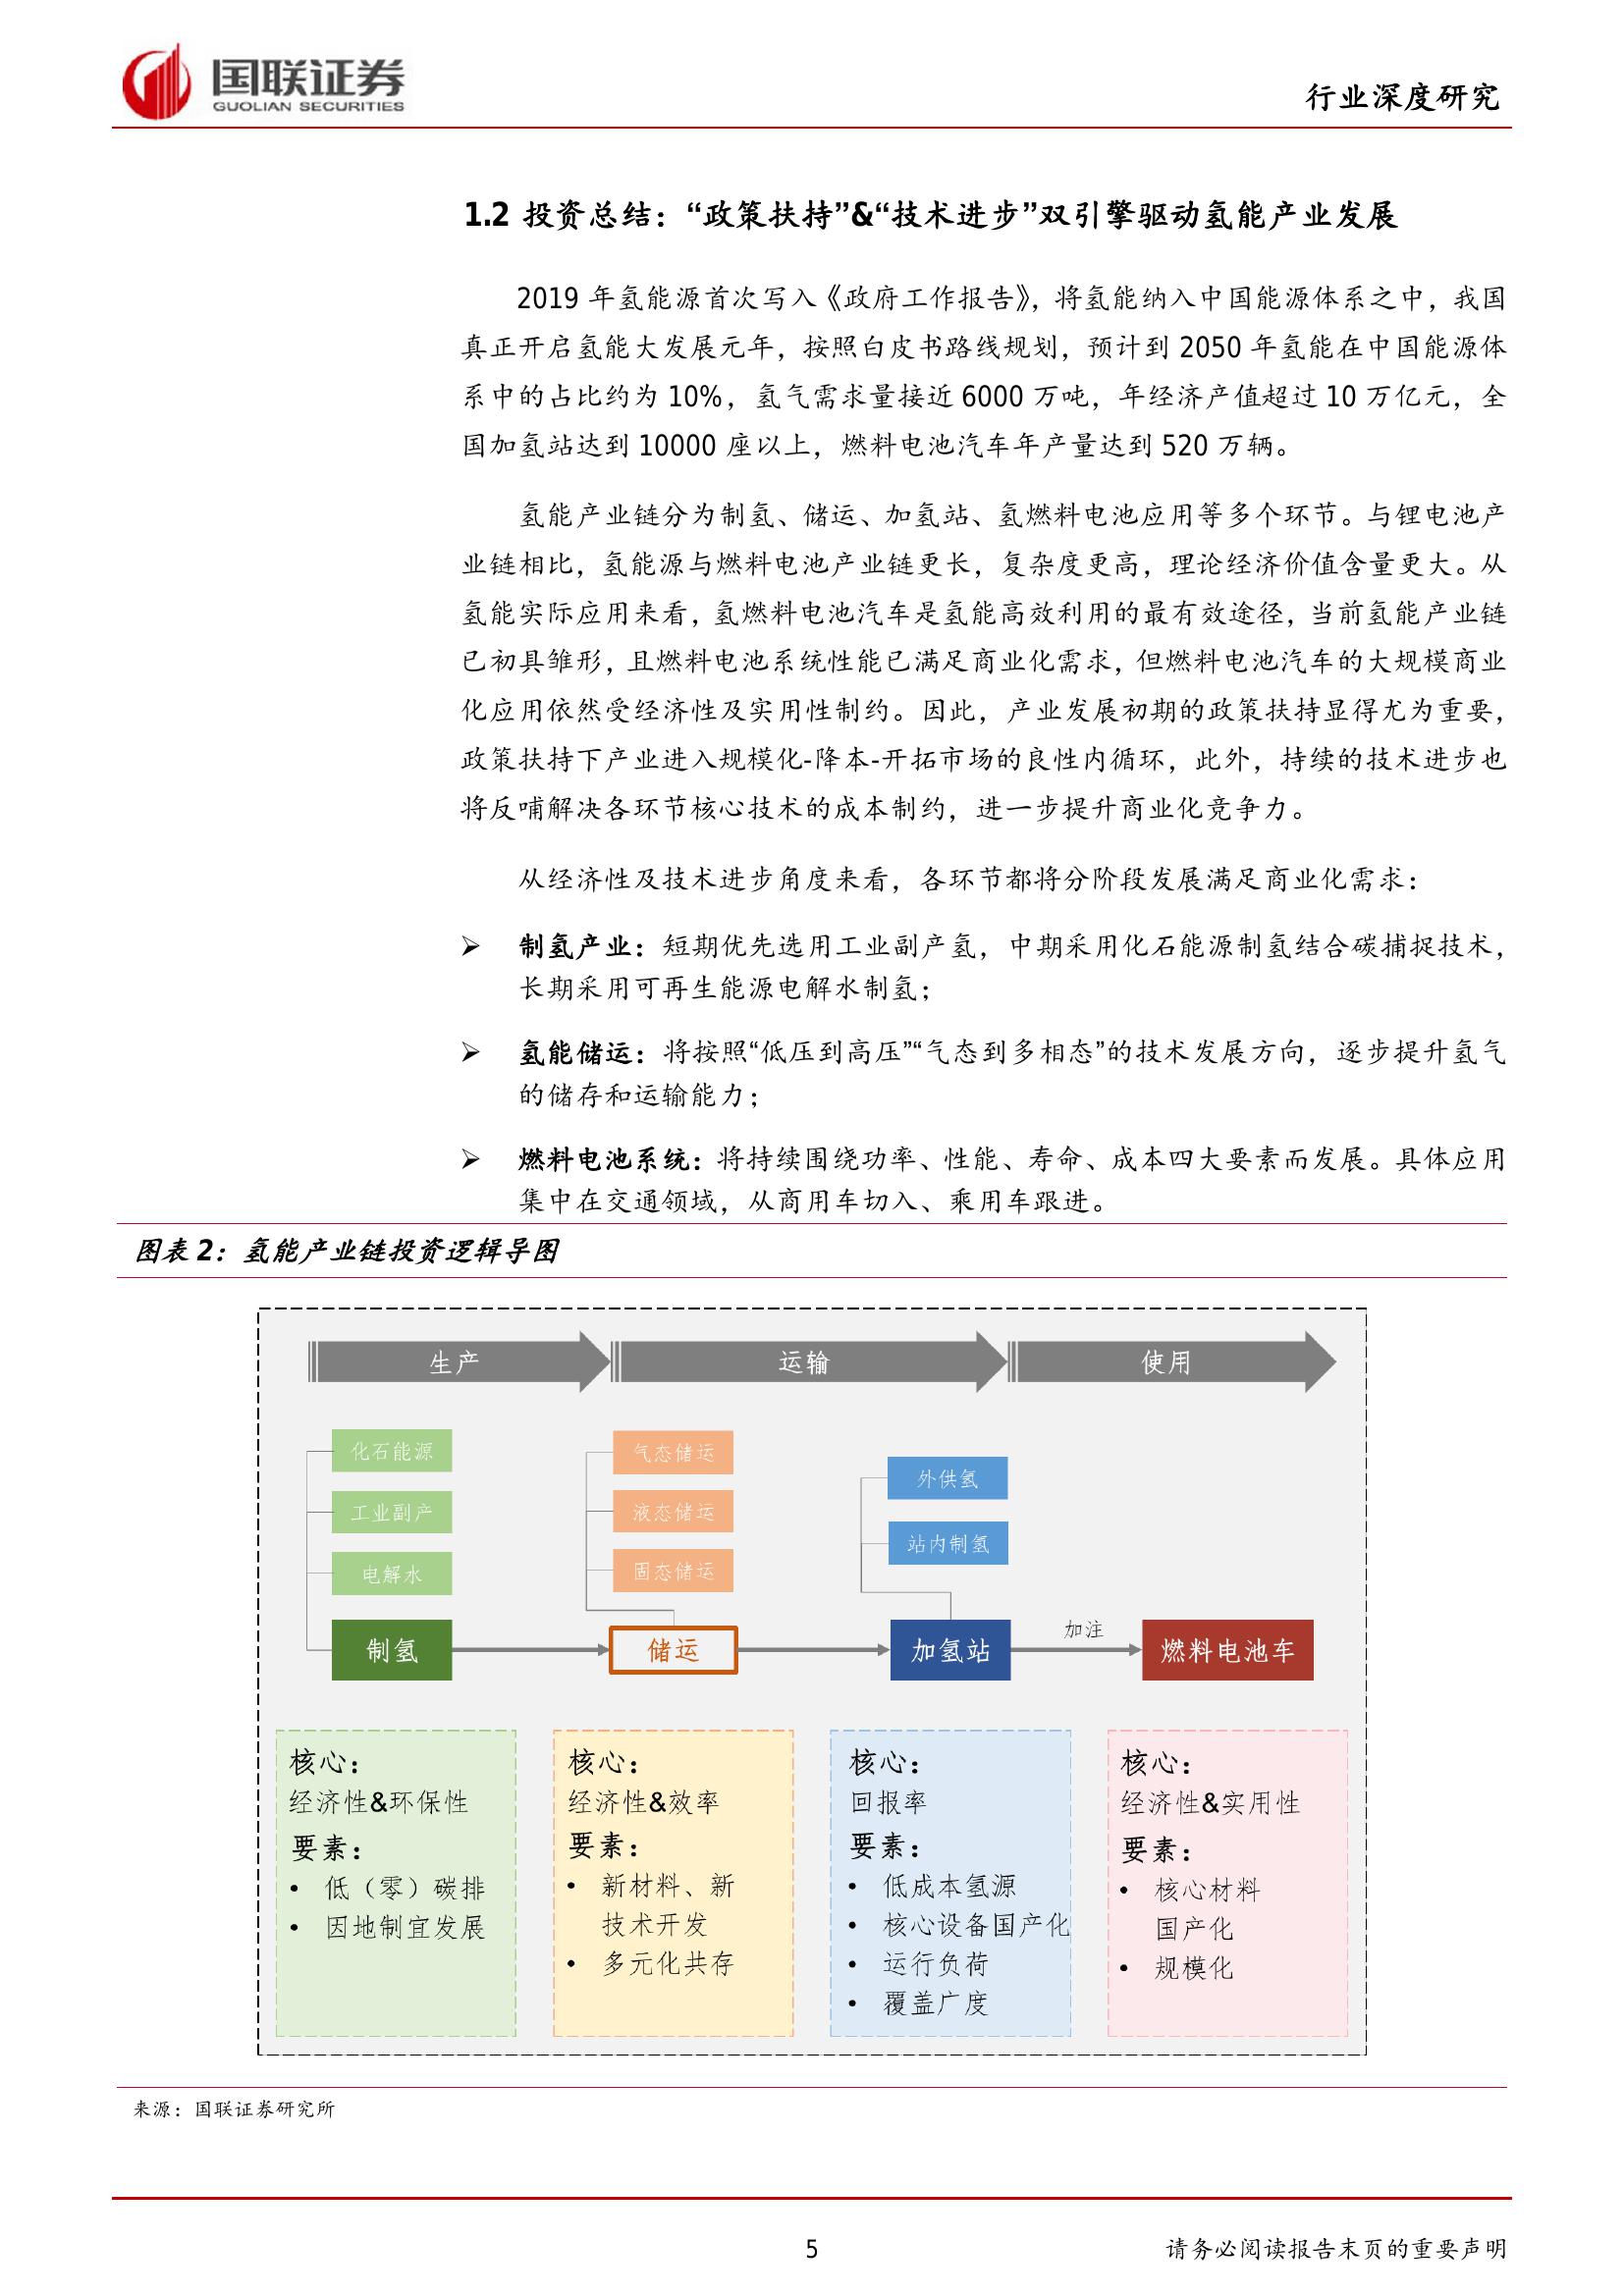 国联证券
GUOLIAN SECURITIES
行业深度研究
1.2 投资总结：“政策扶持”&“技术进步”双引擎驱动氢能产业发展
2019 年氢能源首次写入《政府工作报告》，将氢能纳入中国能源体系之中，我国
真正开启氢能大发展元年，按照白皮书路线规划，预计到 2050 年氢能在中国能源体
系中的占比约为 10%，氢气需求量接近 6000 万吨，年经济产值超过 10 万亿元，全
国加氢站达到 10000 座以上，燃料电池汽车年产量达到 520 万辆。
氢能产业链分为制氢、储运、加氢站、氢燃料电池应用等多个环节。与锂电池产
业链相比，氢能源与燃料电池产业链更长，复杂度更高，理论经济价值含量更大。从
氢能实际应用来看，氢燃料电池汽车是氢能高效利用的最有效途径，当前氢能产业链
已初具雏形，且燃料电池系统性能已满足商业化需求，但燃料电池汽车的大规模商业
化应用依然受经济性及实用性制约。因此，产业发展初期的政策扶持显得尤为重要，
政策扶持下产业进入规模化-降本-开拓市场的良性内循环，此外，持续的技术进步也
将反哺解决各环节核心技术的成本制约，进一步提升商业化竞争力。
从经济性及技术进步角度来看，各环节都将分阶段发展满足商业化需求：
➢ 制氢产业：短期优先选用工业副产氢，中期采用化石能源制氢结合碳捕捉技术，
长期采用可再生能源电解水制氢；
➢ 氢能储运：将按照“低压到高压”“气态到多相态”的技术发展方向，逐步提升氢气
的储存和运输能力；
➢ 燃料电池系统：将持续围绕功率、性能、寿命、成本四大要素而发展。具体应用
集中在交通领域，从商用车切入、乘用车跟进。
图表 2：氢能产业链投资逻辑导图
生产
运输
使用
化石能源
工业副产
电解水
制氢
气态储运
液态储运
固态储运
储运
外供氢
站内制氢
加氢站
加注
燃料电池车
核心：
经济性&环保性
要素：
• 低（零）碳排
• 因地制宜发展
核心：
经济性&效率
要素：
• 新材料、新
技术开发
• 多元化共存
核心：
回报率
要素：
• 低成本氢源
• 核心设备国产化
• 运行负荷
• 覆盖广度
核心：
经济性&实用性
要素：
• 核心材料
国产化
• 规模化
来源：国联证券研究所
5
请务必阅读报告末页的重要声明